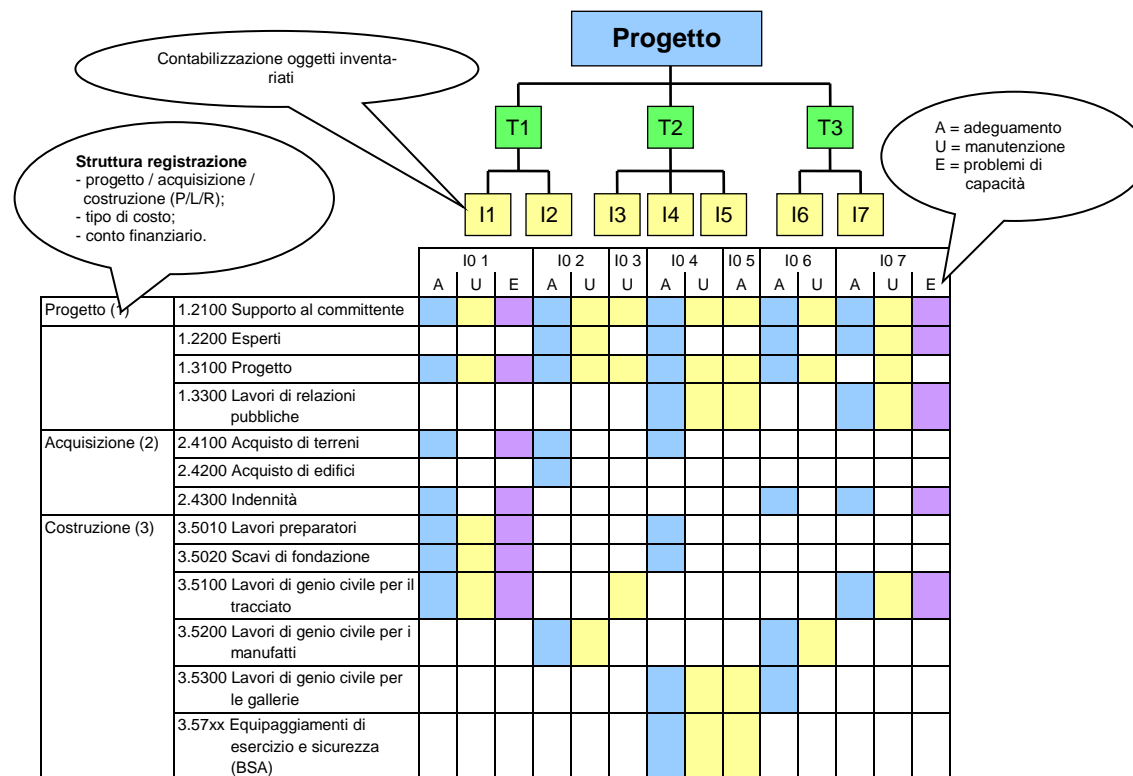 Progetto
Contabilizzazione oggetti inventa-
riati
T1 T2 T3
A = adeguamento
U = manutenzione
E = problemi di
capacità
Struttura registrazione
- progetto / acquisizione /
costruzione (P/L/R);
- tipo di costo;
- conto finanziario.
I1 I2 I3 I4 I5 I6 I7
I0 1 I0 2 I0 3 I0 4 I0 5 I0 6 I0 7
A U E A U U A U A A U A U E
Progetto (1) 1.2100 Supporto al committente
1.2200 Esperti
1.3100 Progetto
1.3300 Lavori di relazioni
pubbliche
Acquisizione (2) 2.4100 Acquisto di terreni
2.4200 Acquisto di edifici
2.4300 Indennità
Costruzione (3) 3.5010 Lavori preparatori
3.5020 Scavi di fondazione
3.5100 Lavori di genio civile per il
tracciato
3.5200 Lavori di genio civile per i
manufatti
3.5300 Lavori di genio civile per
le gallerie
3.57xx Equipaggiamenti di
esercizio e sicurezza
(BSA)